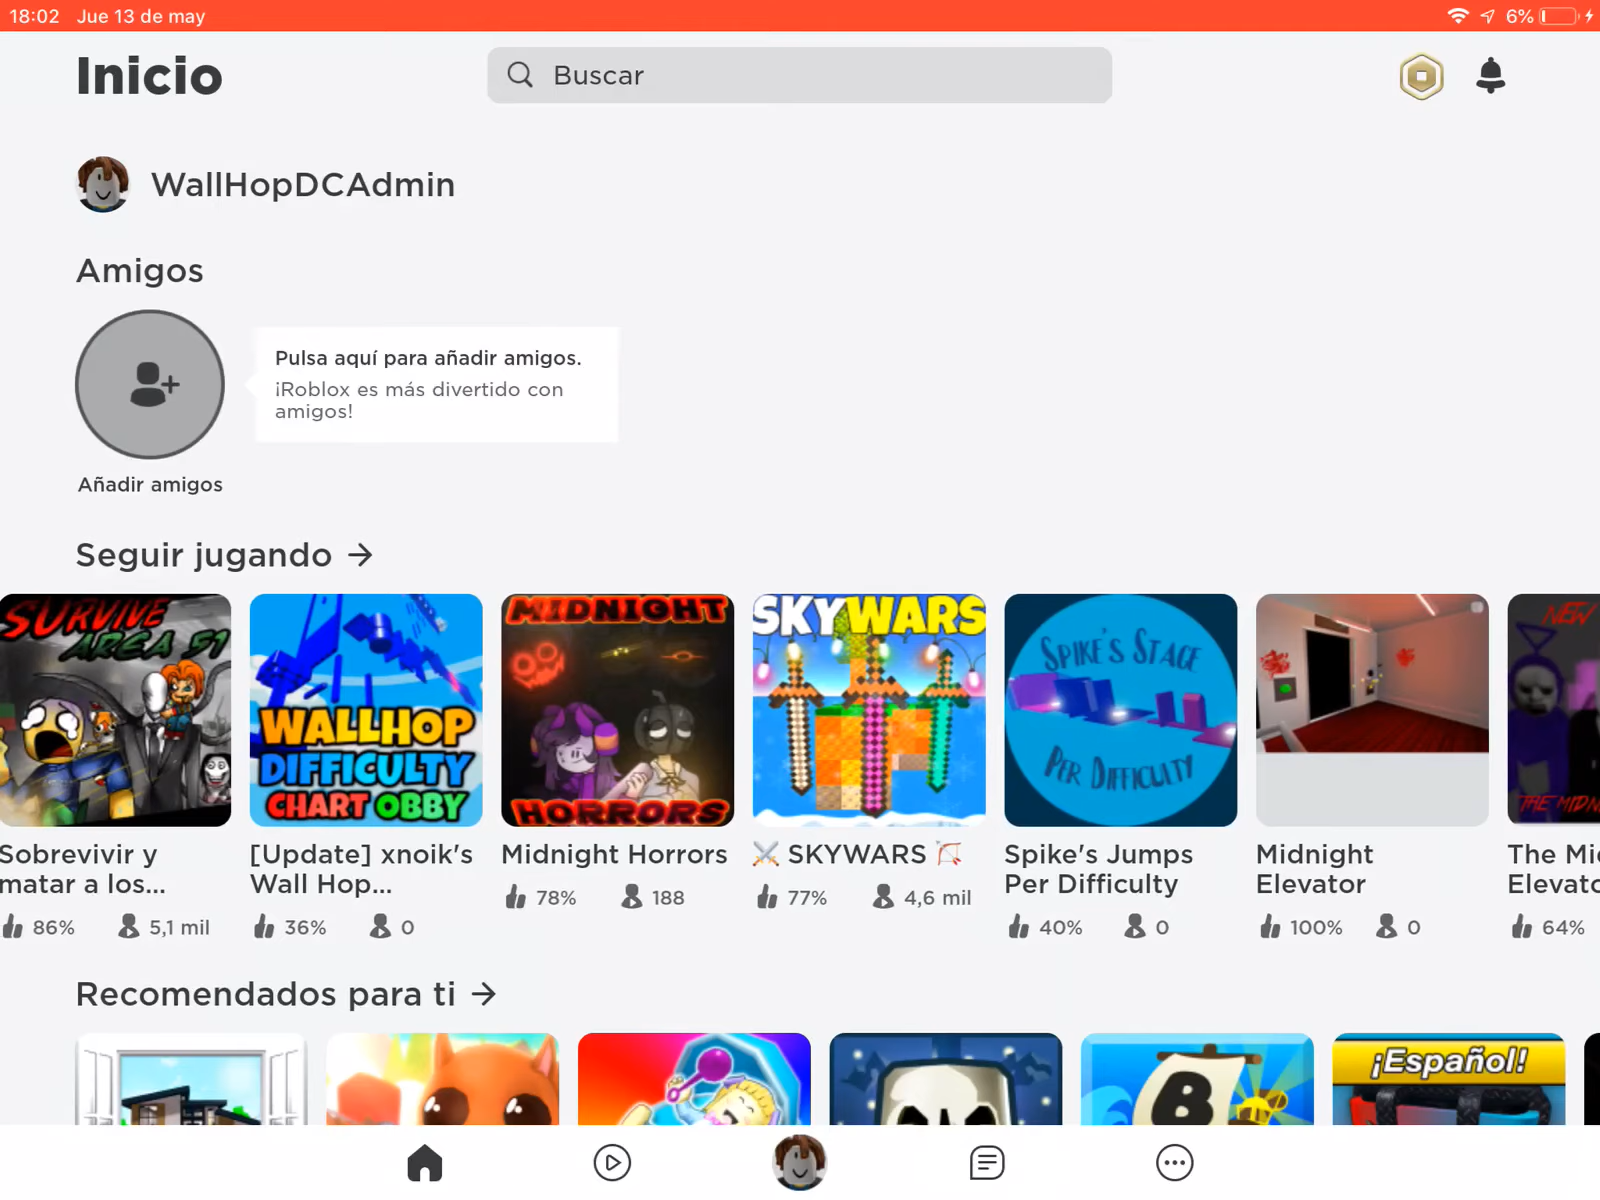 18:02 Jue 13 de may
6%
Inicio
Buscar
WallHopDCAdmin
Amigos
Pulsa aquí para añadir amigos.
¡Roblox es más divertido con
amigos!
Añadir amigos
Seguir jugando →
SURVIVE
AREA 51
WALLHOP
DIFFICULTY
CHART OBBY
MIDNIGHT
HORRORS
SKYWARS
SPIKE'S STAGE
PER DIFFICULTY
NEW
THE MIDN
Sobrevivir y
matar a los...
86% 5,1 mil
[Update] xnoik's
Wall Hop...
36% 0
Midnight Horrors
78% 188
⚔️ SKYWARS 🏹
77% 4,6 mil
Spike's Jumps
Per Difficulty
40% 0
Midnight
Elevator
100% 0
The Mi
Elevato
64%
Recomendados para ti →
B
¡Español!